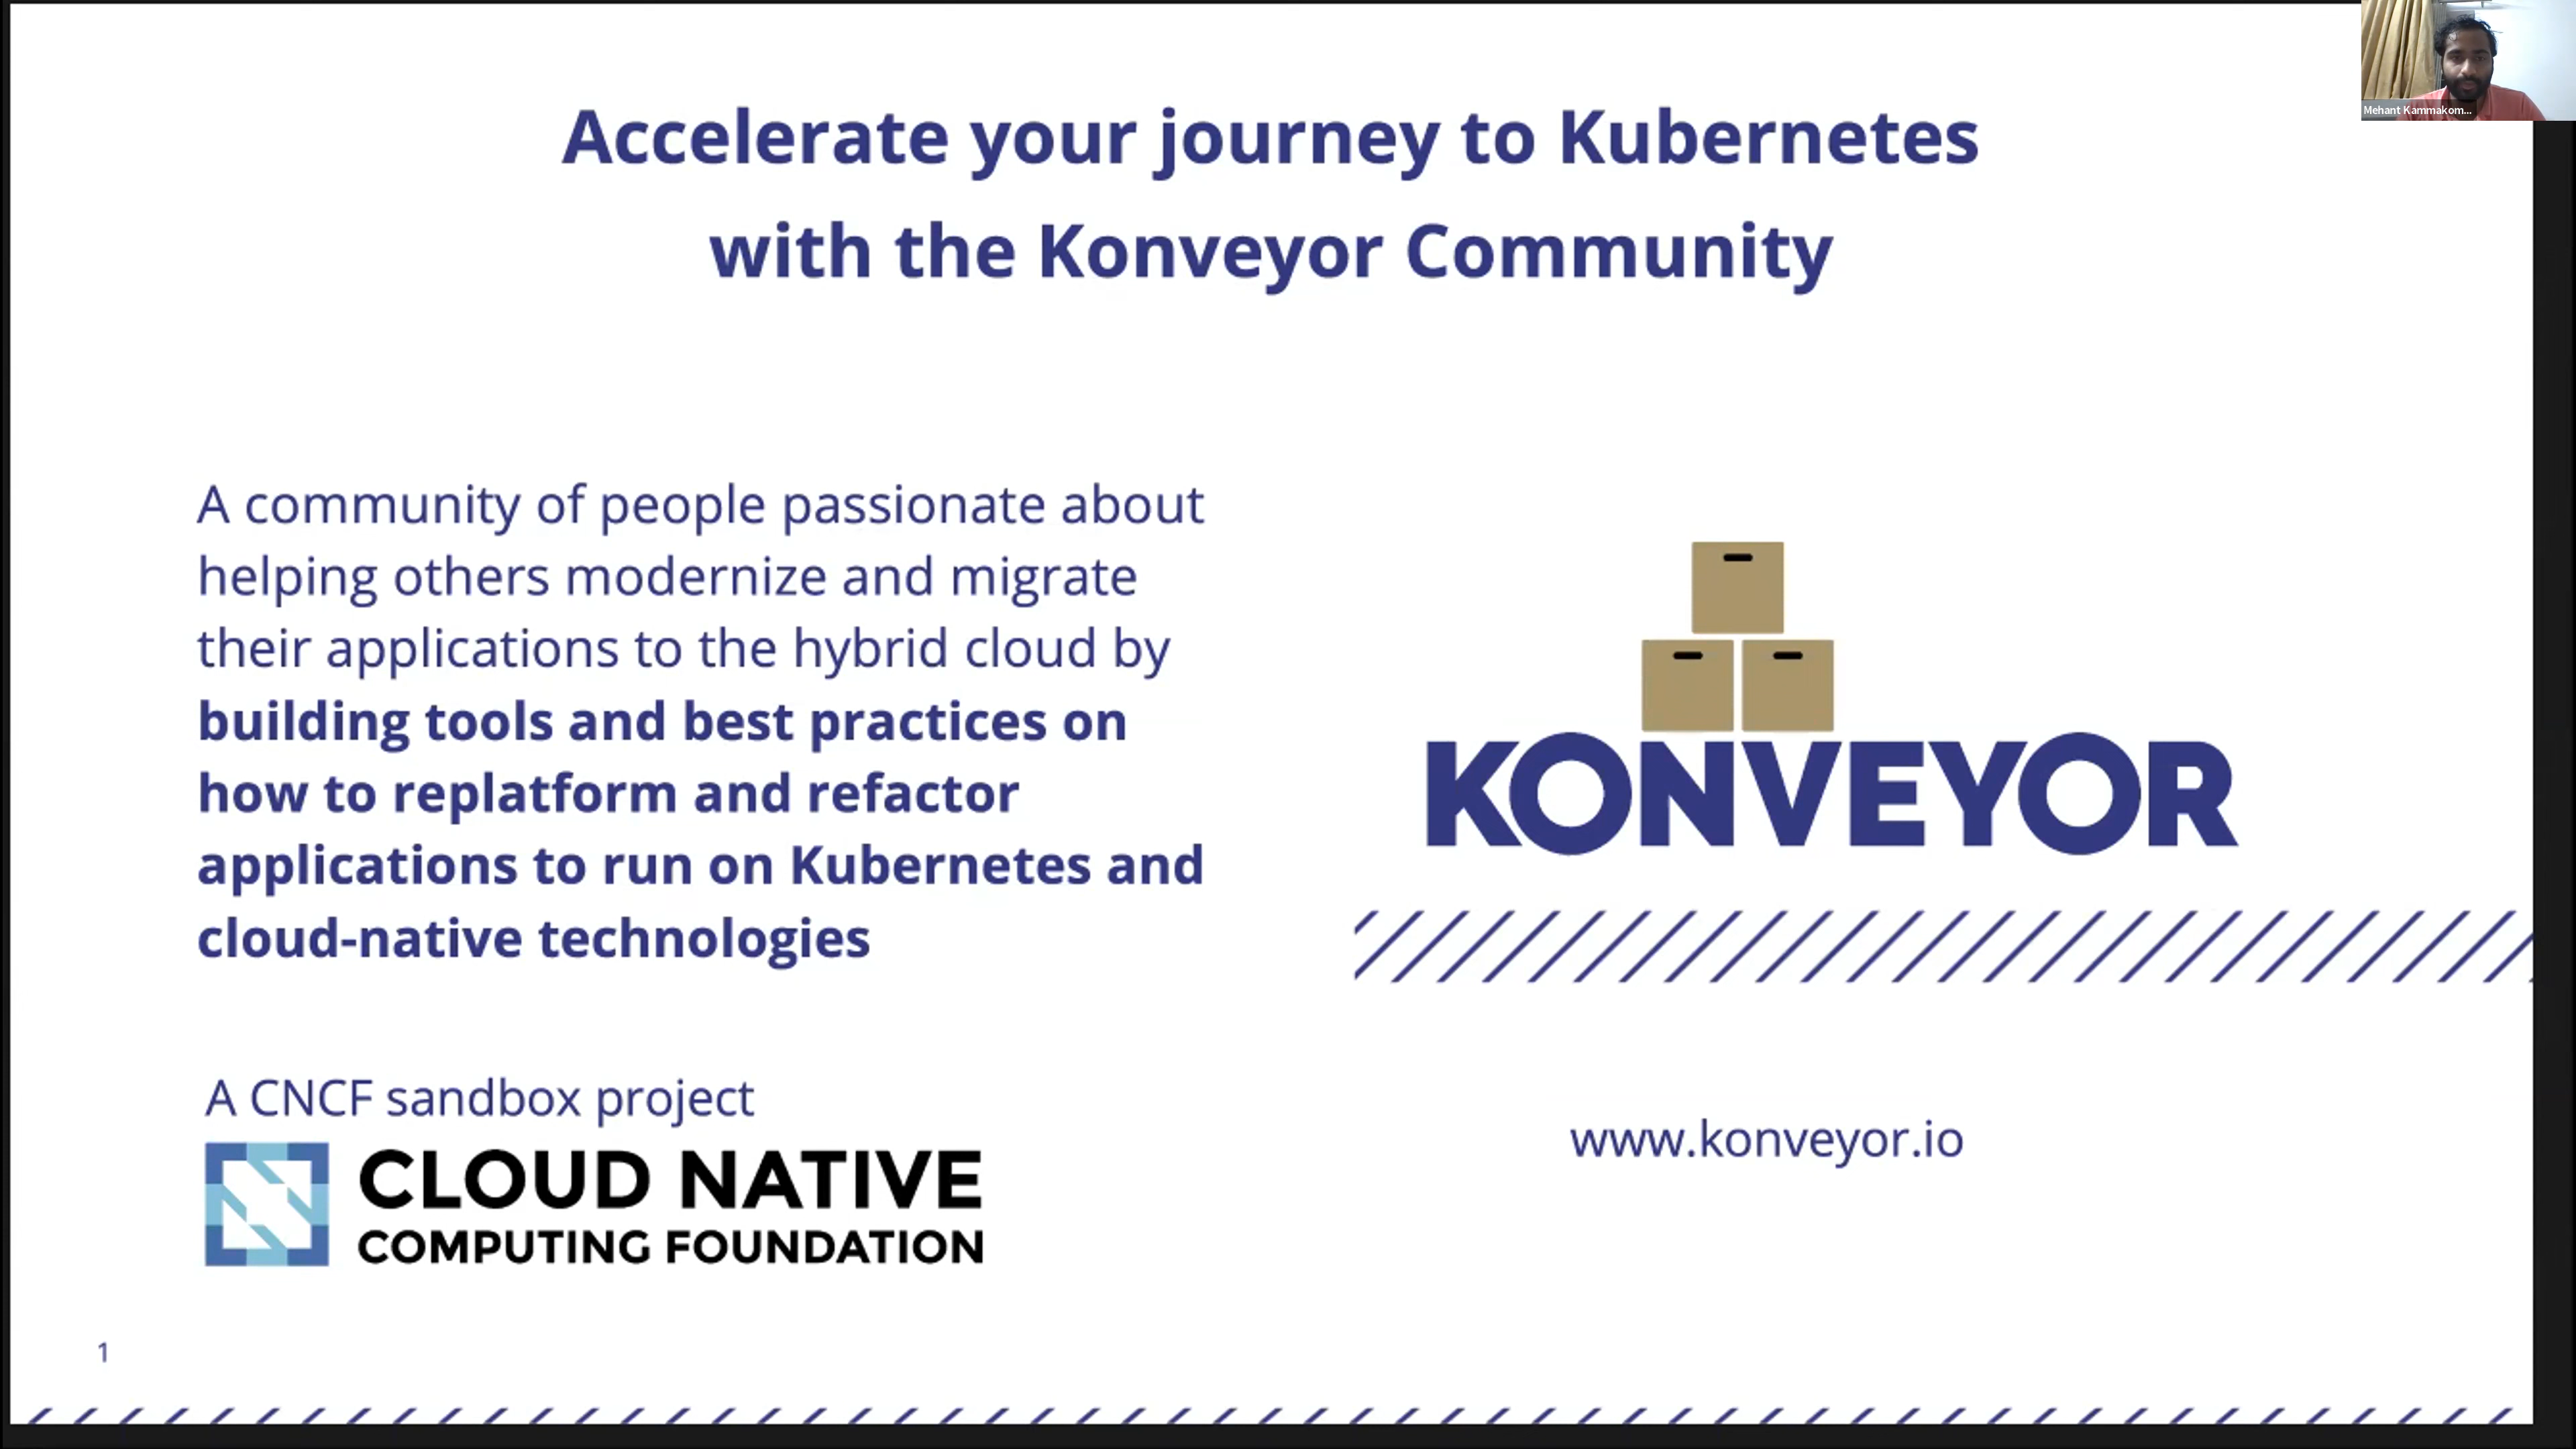 Accelerate your journey to Kubernetes
with the Konveyor Community
Mehant Kammakom...
A community of people passionate about
helping others modernize and migrate
their applications to the hybrid cloud by
building tools and best practices on
how to replatform and refactor
applications to run on Kubernetes and
cloud-native technologies
KONVEYOR
A CNCF sandbox project
CLOUD NATIVE
COMPUTING FOUNDATION
www.konveyor.io
1